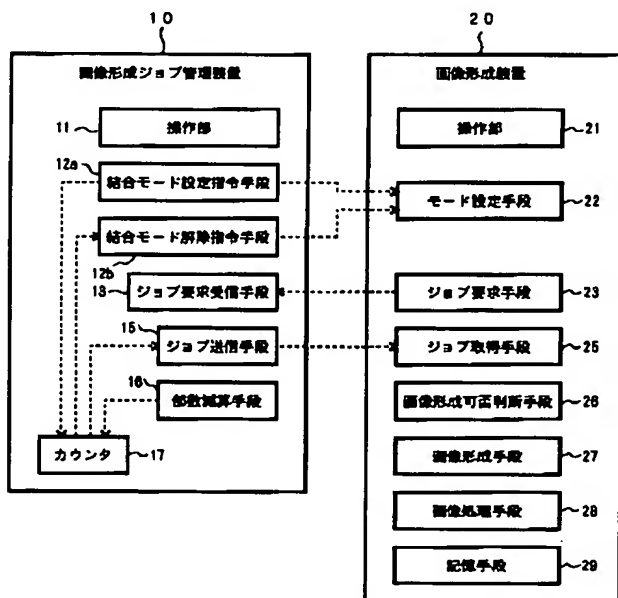 10
画像形成ジョブ管理装置
11
操作部
12a
結合モード設定指令手段
結合モード解除指令手段
12b
13
ジョブ要求受信手段
15
ジョブ送信手段
16
部数減算手段
カウンタ
17
20
画像形成装置
操作部
21
モード設定手段
22
ジョブ要求手段
23
ジョブ取得手段
25
画像形成可否判断手段
26
画像形成手段
27
画像処理手段
28
記憶手段
29